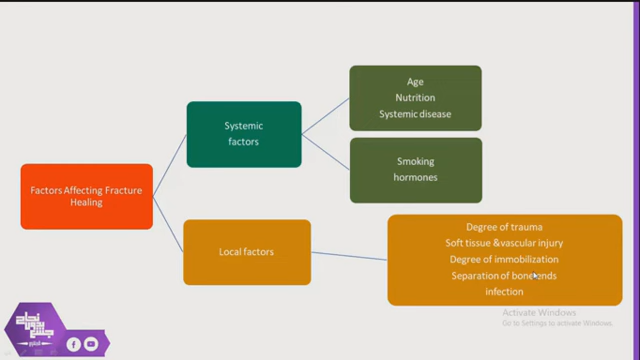 Factors Affecting Fracture
Healing
Systemic
factors
Age
Nutrition
Systemic disease
Smoking
hormones
Local factors
Degree of trauma
Soft tissue &vascular injury
Degree of immobilization
Separation of bone ends
infection
Activate Windows
Go to Settings to activate Windows.